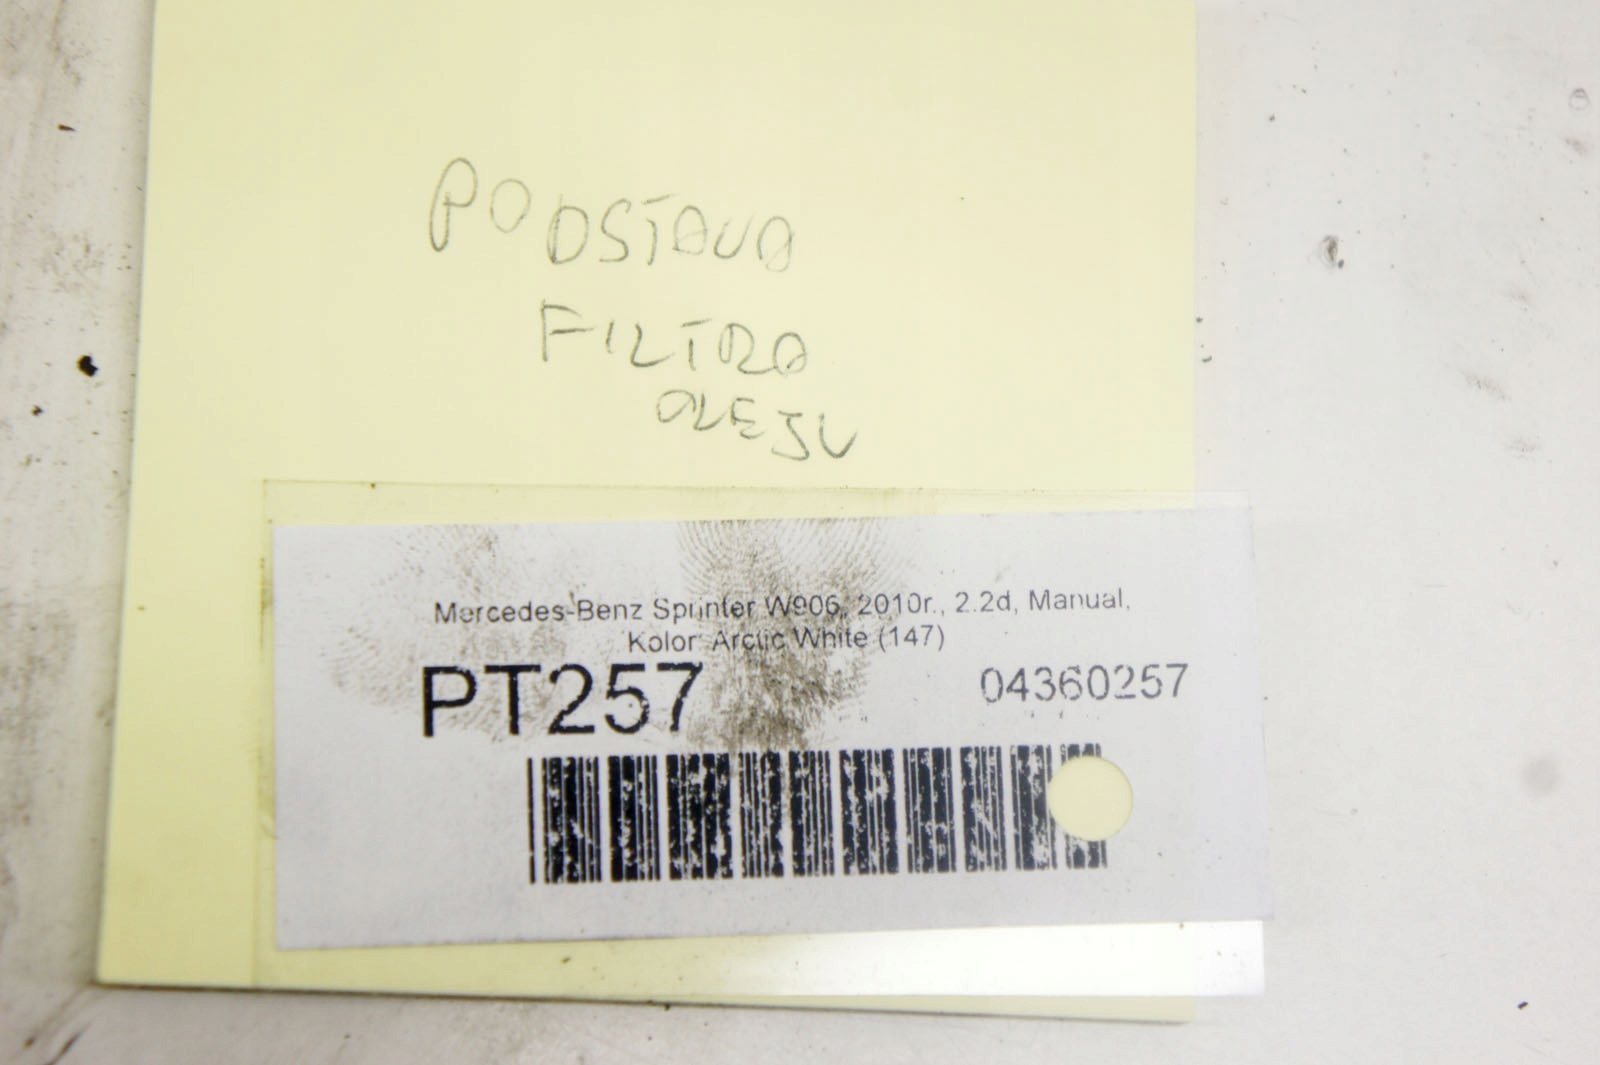 PODSTAWA
FILTRA
OLEJU
Mercedes-Benz Sprinter W906, 2010r., 2.2d, Manual,
Kolor: Arctic White (147)
PT257
04360257